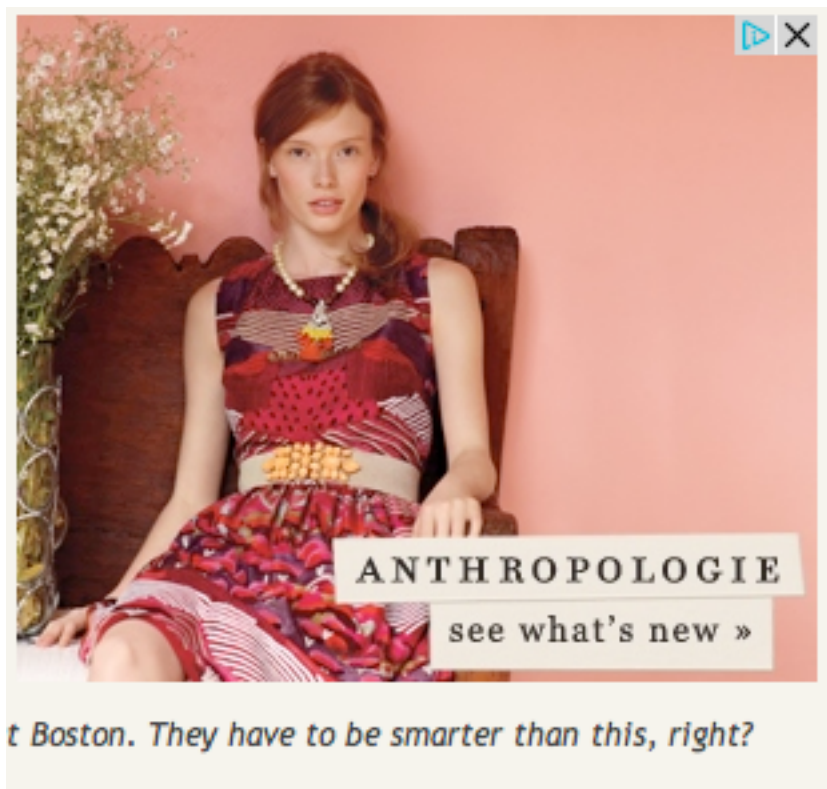 ANTHROPOLOGIE
see what's new »
t Boston. They have to be smarter than this, right?